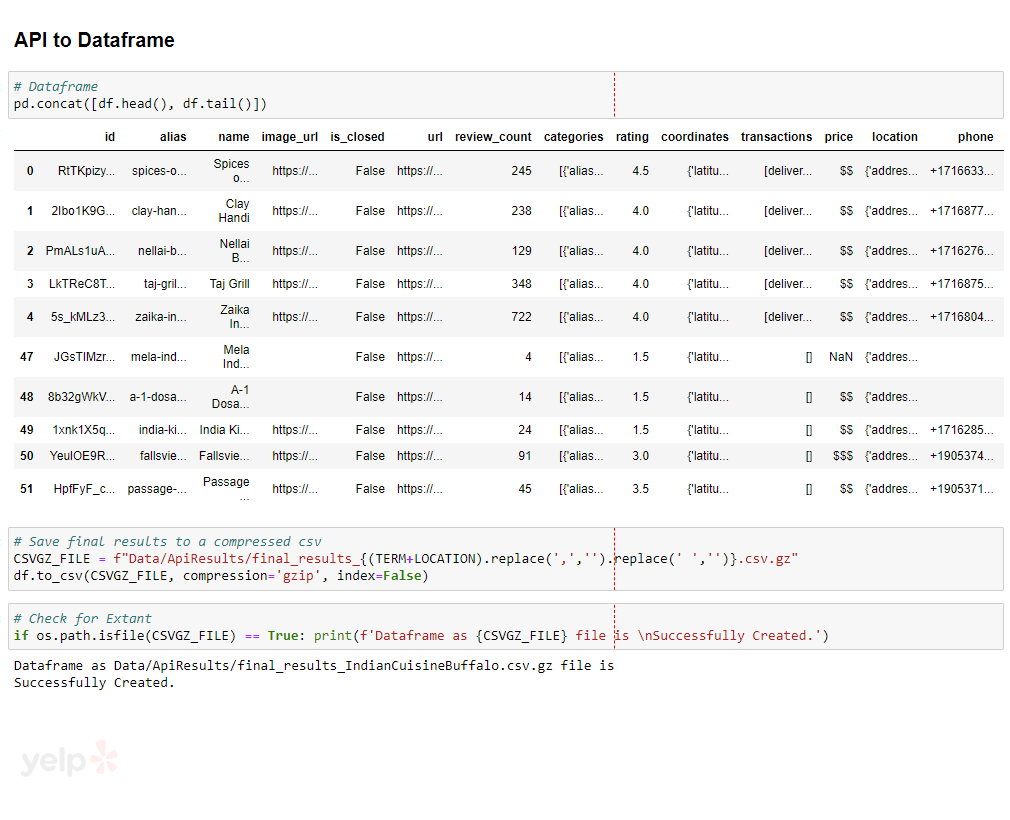 API to Dataframe
# Dataframe
pd.concat([df.head(), df.tail()])
id alias name image_url is_closed url review_count categories rating coordinates transactions price location phone
0 RtTKpizy... spices-o... Spices o... https://... False https://... 245 [{'alias... 4.5 {'latitu... [deliver... $$ {'addres... +1716633...
1 2Ibo1K9G... clay-han... Clay Handi https://... False https://... 238 [{'alias... 4.0 {'latitu... [deliver... $$ {'addres... +1716877...
2 PmALs1uA... nellai-b... Nellai B... https://... False https://... 129 [{'alias... 4.0 {'latitu... [deliver... $$ {'addres... +1716276...
3 LkTReC8T... taj-gril... Taj Grill https://... False https://... 348 [{'alias... 4.0 {'latitu... [deliver... $$ {'addres... +1716875...
4 5s_kMLz3... zaika-in... Zaika In... https://... False https://... 722 [{'alias... 4.0 {'latitu... [deliver... $$ {'addres... +1716804...
47 JGsTIMzr... mela-ind... Mela Ind... False https://... 4 [{'alias... 1.5 {'latitu... [] NaN {'addres...
48 8b32gWkV... a-1-dosa... A-1 Dosa... False https://... 14 [{'alias... 1.5 {'latitu... [] $$ {'addres...
49 1xnk1X5q... india-ki... India Ki... https://... False https://... 24 [{'alias... 1.5 {'latitu... [] $$ {'addres... +1716285...
50 YeuIOE9R... fallsvie... Fallsvie... https://... False https://... 91 [{'alias... 3.0 {'latitu... [] $$$ {'addres... +1905374...
51 HpfFyF_c... passage-... Passage ... https://... False https://... 45 [{'alias... 3.5 {'latitu... [] $$ {'addres... +1905371...
# Save final results to a compressed csv
CSVGZ_FILE = f"Data/ApiResults/final_results_{(TERM+LOCATION).replace(',','').replace(' ','')}.csv.gz"
df.to_csv(CSVGZ_FILE, compression='gzip', index=False)
# Check for Extant
if os.path.isfile(CSVGZ_FILE) == True: print(f'Dataframe as {CSVGZ_FILE} file is \nSuccessfully Created.')
Dataframe as Data/ApiResults/final_results_IndianCuisineBuffalo.csv.gz file is
Successfully Created.
yelp